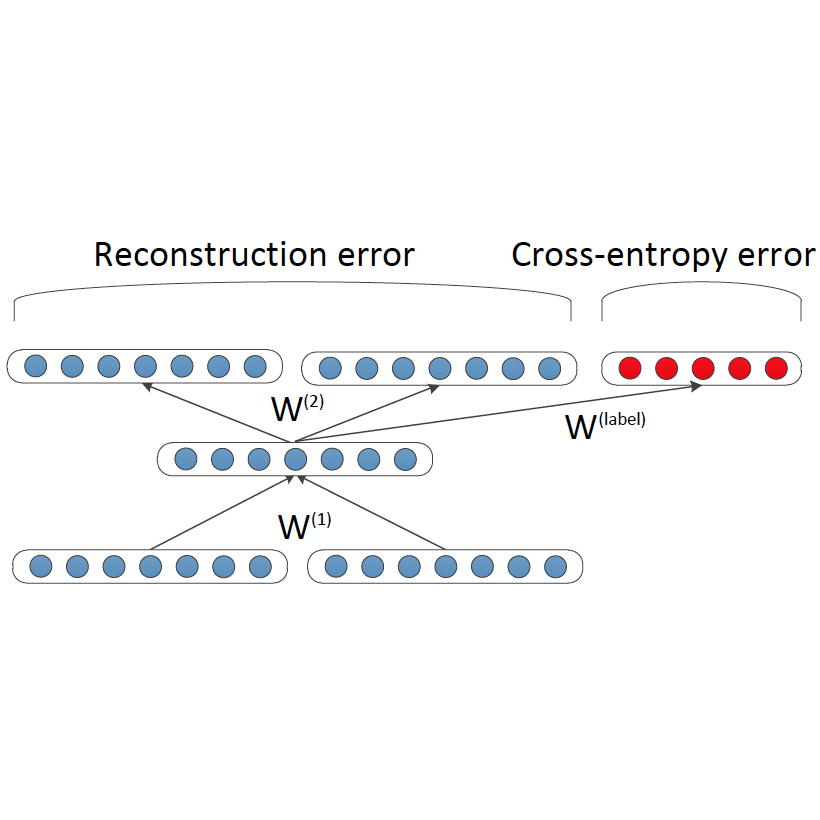 Reconstruction error
Cross-entropy error
W(2)
W(label)
W(1)